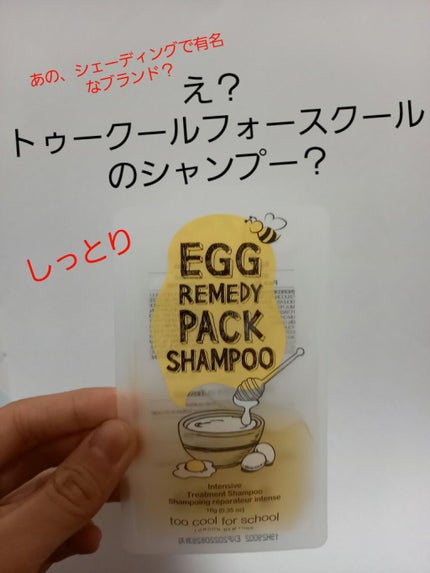 あの、シェーディングで有名
なブランド？
え？
トゥークールフォースクール
のシャンプー？
しっとり
EGG
REMEDY
PACK
SHAMPOO
Intensive
Treatment Shampoo
Shampooing réparateur intense
10g (0.35 oz)
too cool for school